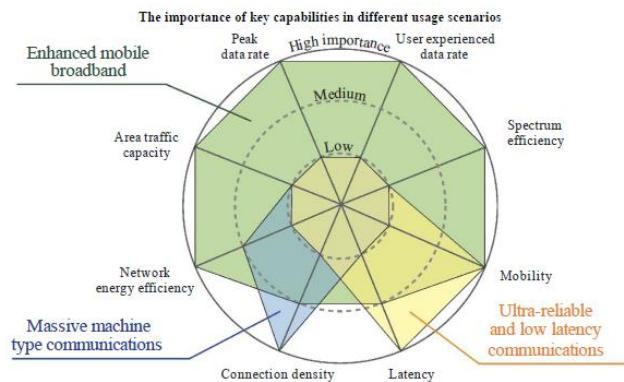 The importance of key capabilities in different usage scenarios
Peak
data rate
High importance
User experienced
data rate
Enhanced mobile
broadband
Medium
Area traffic
capacity
Low
Spectrum
efficiency
Network
energy efficiency
Mobility
Massive machine
type communications
Ultra-reliable
and low latency
communications
Connection density
Latency